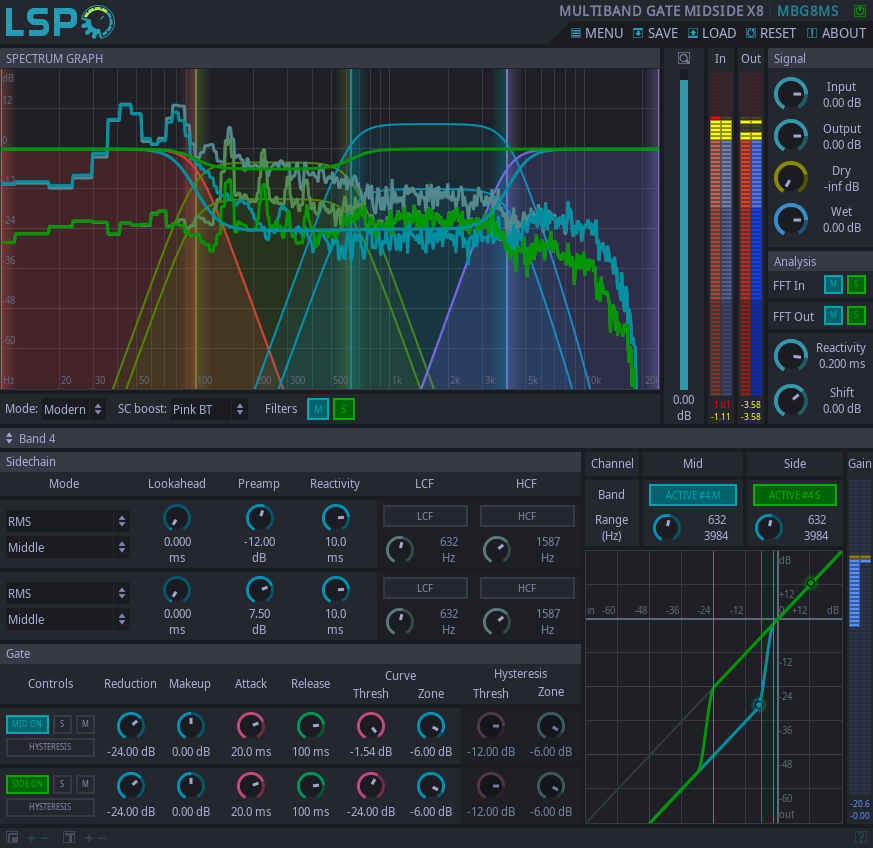 LSP
MULTIBAND GATE MIDSIDE X8 MBG8MS
MENU SAVE LOAD RESET ABOUT
SPECTRUM GRAPH
In Out
Signal
dB
12
0
-12
-24
-36
-48
-60
Hz 20 30 50 100 200 300 500 1k 2k 3k 5k 10k 20k
0.00
dB
-1.01 -3.58
-1.11 -3.58
Input
0.00 dB
Output
0.00 dB
Dry
-inf dB
Wet
0.00 dB
Analysis
FFT In M S
FFT Out M S
Reactivity
0.200 ms
Shift
0.00 dB
Mode: Modern SC boost: Pink BT Filters M S
Band 4
Sidechain
Mode Lookahead Preamp Reactivity LCF HCF
RMS
Middle
0.000
ms
-12.00
dB
10.0
ms
LCF
632
Hz
HCF
1587
Hz
RMS
Middle
0.000
ms
7.50
dB
10.0
ms
LCF
632
Hz
HCF
1587
Hz
Channel Mid Side Gain
Band ACTIVE #4 M ACTIVE #4 S
Range
(Hz)
632
3984
632
3984
dB
+12
in -60 -48 -36 -24 -12 0 +12 dB
-12
-24
-36
-48
-60
out
-20.6
-0.00
Gate
Controls Reduction Makeup Attack Release
Curve
Thresh Zone
Hysteresis
Thresh Zone
MID ON S M
HYSTERESIS
-24.00 dB 0.00 dB 20.0 ms 100 ms -1.54 dB -6.00 dB -12.00 dB -6.00 dB
SIDE ON S M
HYSTERESIS
-24.00 dB 0.00 dB 20.0 ms 100 ms -24.00 dB -6.00 dB -12.00 dB -6.00 dB
+ − + −
?